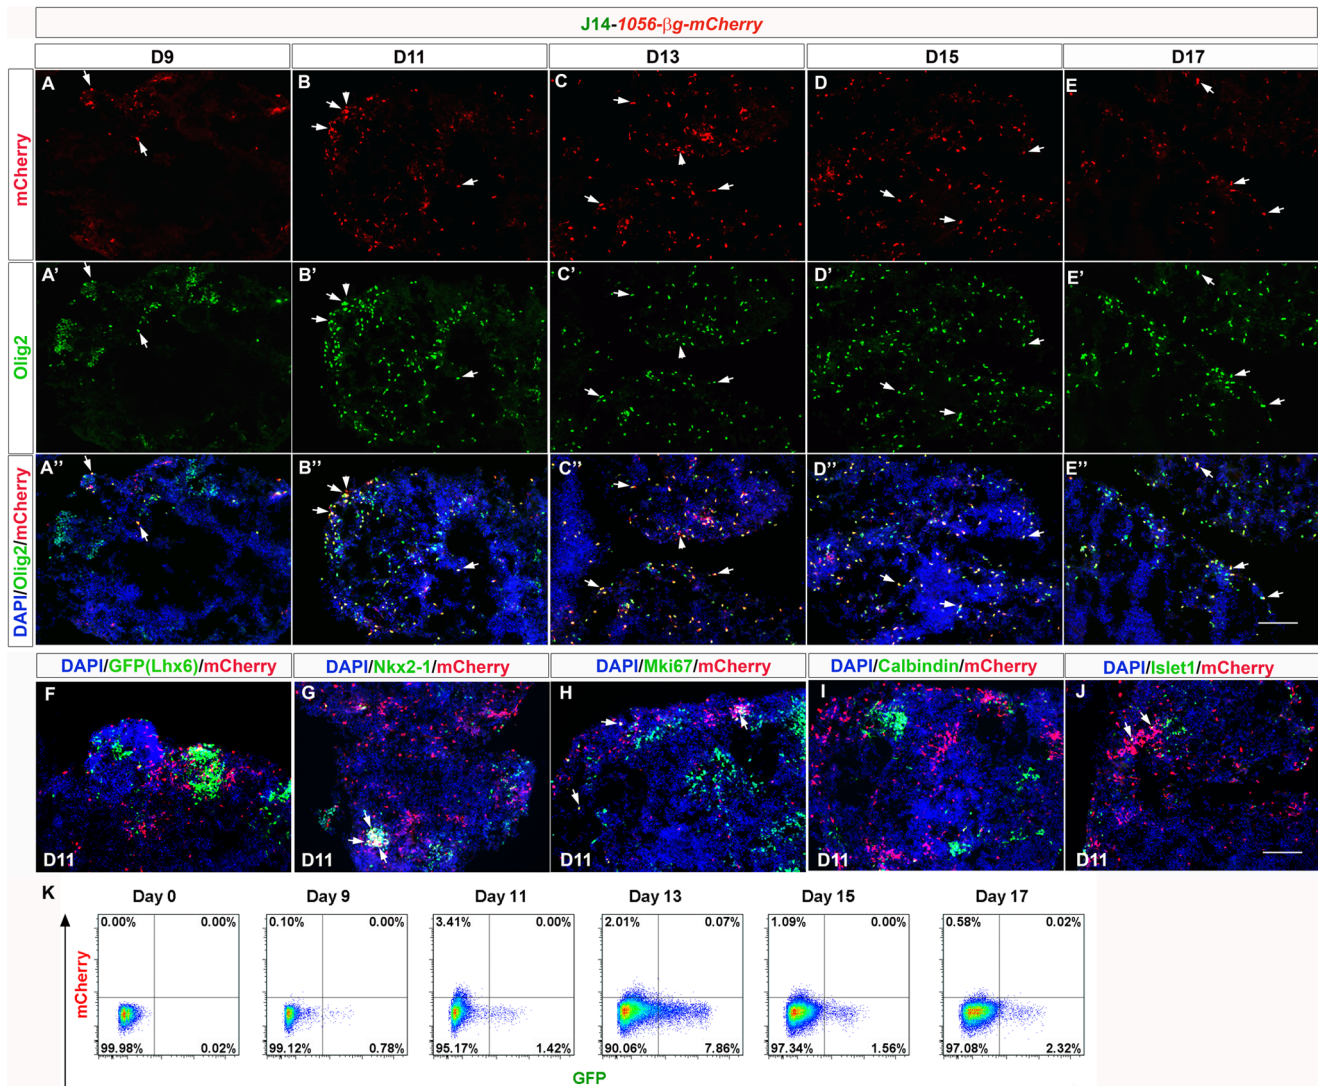 J14-1056-βg-mCherry
D9 D11 D13 D15 D17
mCherry
A B C D E
Olig2
A' B' C' D' E'
DAPI/Olig2/mCherry
A'' B'' C'' D'' E''
DAPI/GFP(Lhx6)/mCherry DAPI/Nkx2-1/mCherry DAPI/Mki67/mCherry DAPI/Calbindin/mCherry DAPI/Islet1/mCherry
F G H I J
D11 D11 D11 D11 D11
K
Day 0 Day 9 Day 11 Day 13 Day 15 Day 17
mCherry
0.00% 0.00% 0.10% 0.00% 3.41% 0.00% 2.01% 0.07% 1.09% 0.00% 0.58% 0.02%
99.98% 0.02% 99.12% 0.78% 95.17% 1.42% 90.06% 7.86% 97.34% 1.56% 97.08% 2.32%
GFP